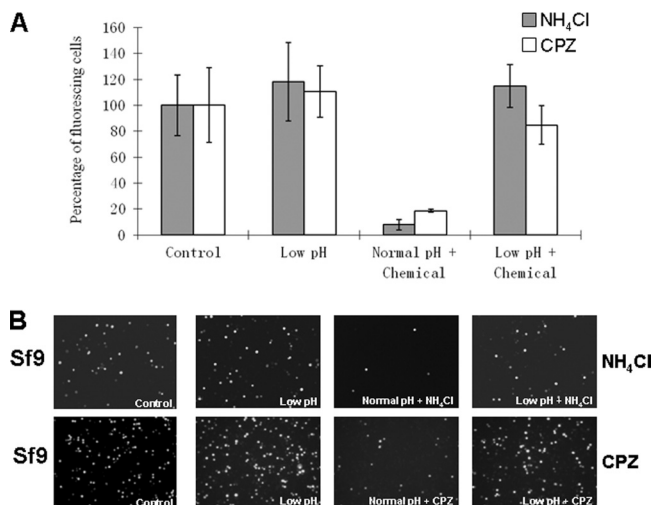 A
NH₄Cl
CPZ
Percentage of fluorescing cells
160
140
120
100
80
60
40
20
0
Control
Low pH
Normal pH +
Chemical
Low pH +
Chemical
B
Sf9
Control
Low pH
Normal pH + NH₄Cl
Low pH + NH₄Cl
NH₄Cl
Sf9
Control
Low pH
Normal pH + CPZ
Low pH + CPZ
CPZ